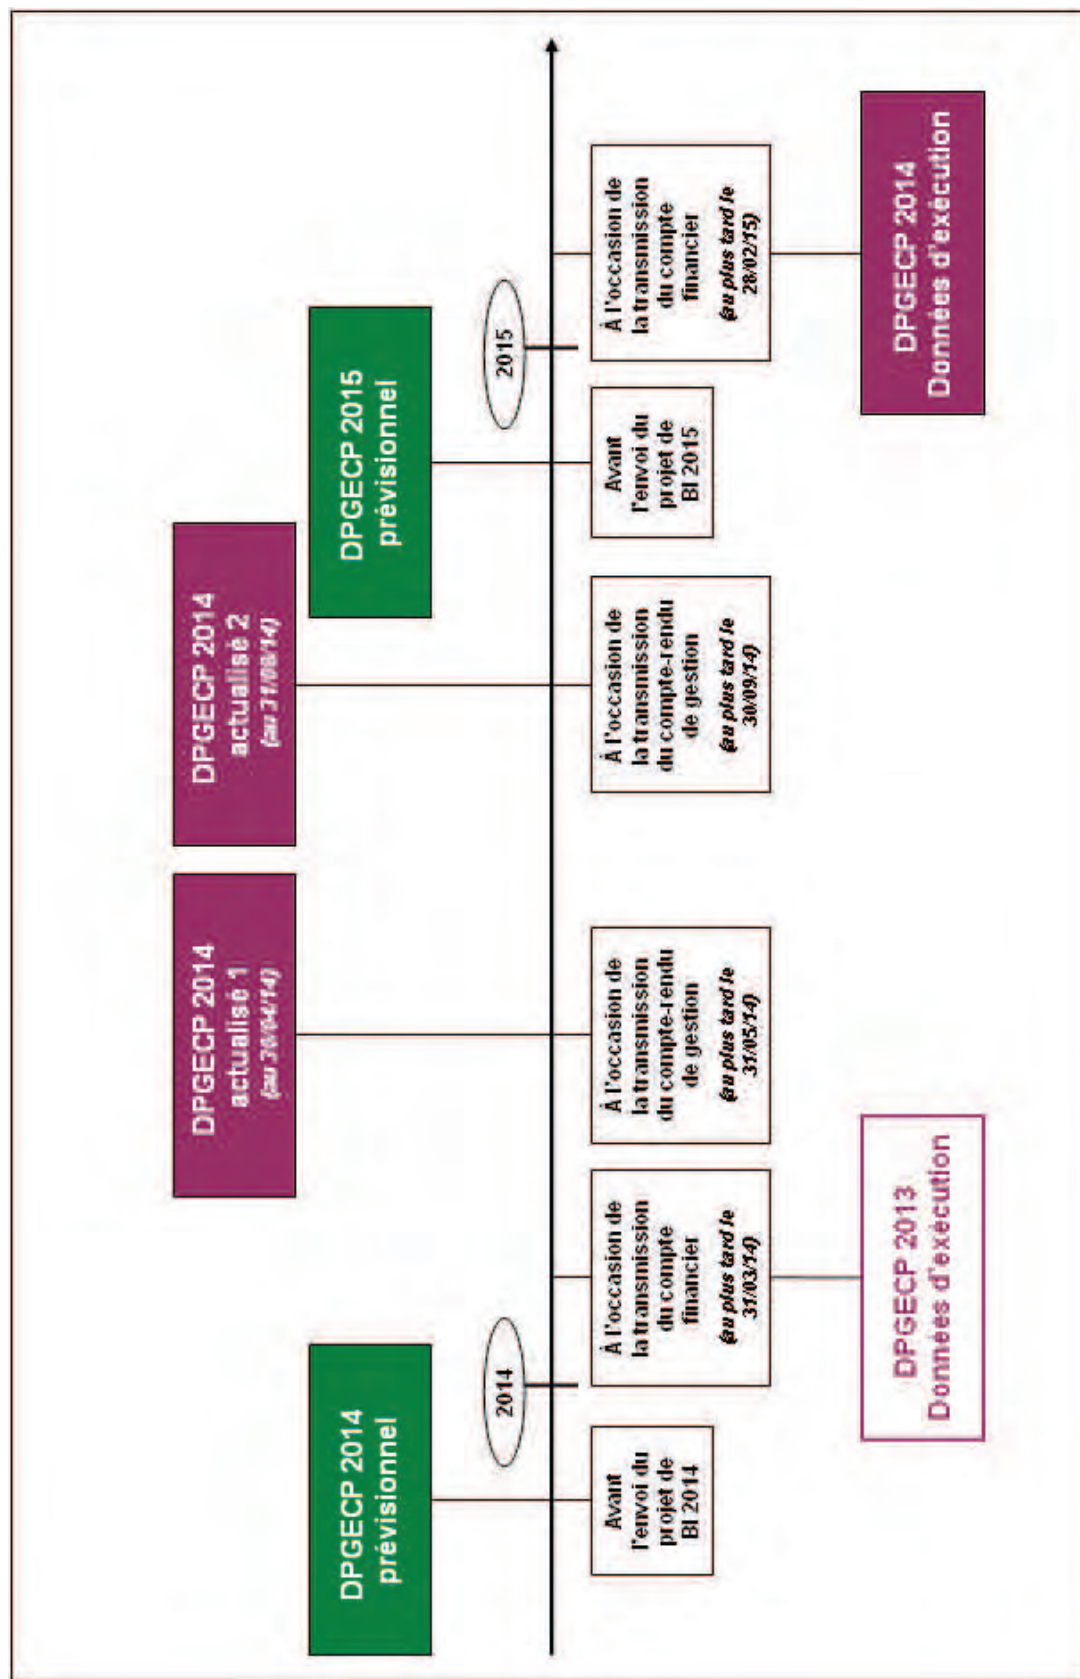 DPGECP 2014
prévisionnel
DPGECP 2014
actualisé 1
(au 30/04/14)
DPGECP 2014
actualisé 2
(au 31/08/14)
DPGECP 2015
prévisionnel
2014
2015
Avant
l'envoi du
projet de
BI 2014
À l'occasion de
la transmission
du compte
financier
(au plus tard le
31/03/14)
À l'occasion de
la transmission
du compte-rendu
de gestion
(au plus tard le
31/05/14)
À l'occasion de
la transmission
du compte-rendu
de gestion
(au plus tard le
30/09/14)
Avant
l'envoi du
projet de
BI 2015
À l'occasion de
la transmission
du compte
financier
(au plus tard le
28/02/15)
DPGECP 2013
Données d'exécution
DPGECP 2014
Données d'exécution